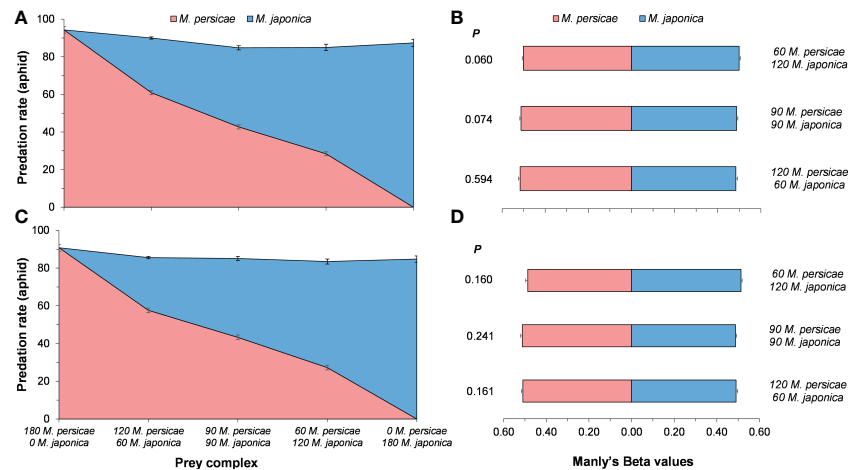 A
M. persicae M. japonica
Predation rate (aphid)
100
80
60
40
20
0
B
M. persicae M. japonica
P
0.060
60 M. persicae
120 M. japonica
0.074
90 M. persicae
90 M. japonica
0.594
120 M. persicae
60 M. japonica
C
Predation rate (aphid)
100
80
60
40
20
0
180 M. persicae 120 M. persicae 90 M. persicae 60 M. persicae 0 M. persicae
0 M. japonica 60 M. japonica 90 M. japonica 120 M. japonica 180 M. japonica
Prey complex
D
P
0.160
60 M. persicae
120 M. japonica
0.241
90 M. persicae
90 M. japonica
0.161
120 M. persicae
60 M. japonica
0.60 0.40 0.20 0.00 0.20 0.40 0.60
Manly's Beta values